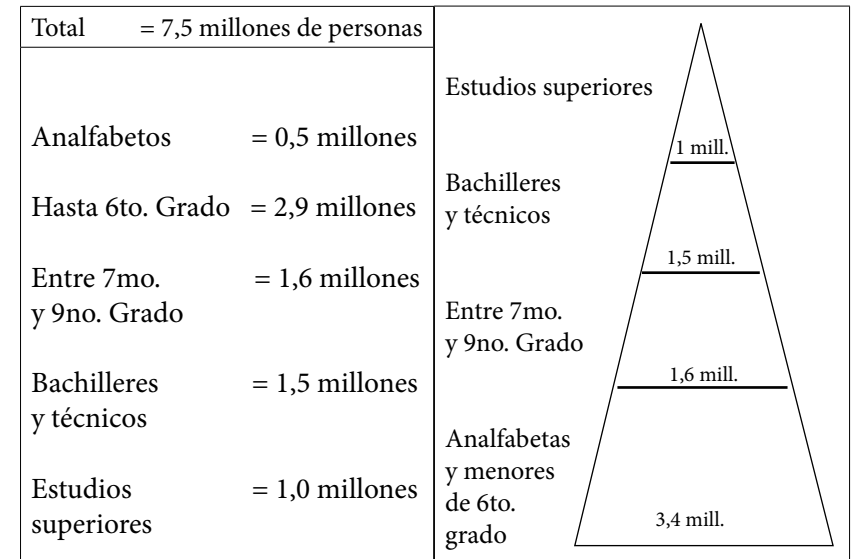 Total = 7,5 millones de personas
Analfabetos = 0,5 millones
Hasta 6to. Grado = 2,9 millones
Entre 7mo. = 1,6 millones
y 9no. Grado
Bachilleres = 1,5 millones
y técnicos
Estudios = 1,0 millones
superiores
Estudios superiores
1 mill.
Bachilleres
y técnicos
1,5 mill.
Entre 7mo.
y 9no. Grado
1,6 mill.
Analfabetas
y menores
de 6to.
grado
3,4 mill.